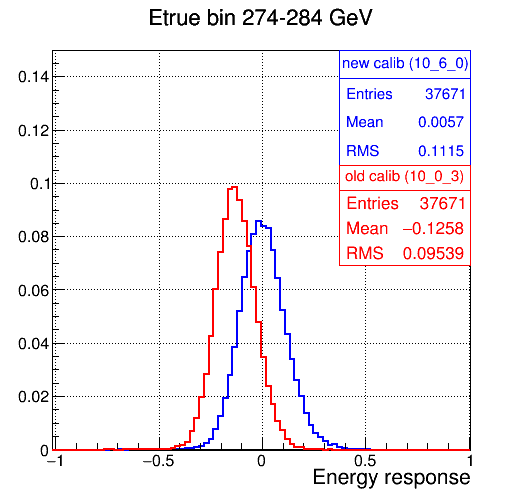 Etrue bin 274-284 GeV
new calib (10_6_0)
Entries 37671
Mean 0.0057
RMS 0.1115
old calib (10_0_3)
Entries 37671
Mean −0.1258
RMS 0.09539
0.14
0.12
0.1
0.08
0.06
0.04
0.02
0
−1 −0.5 0 0.5 1
Energy response